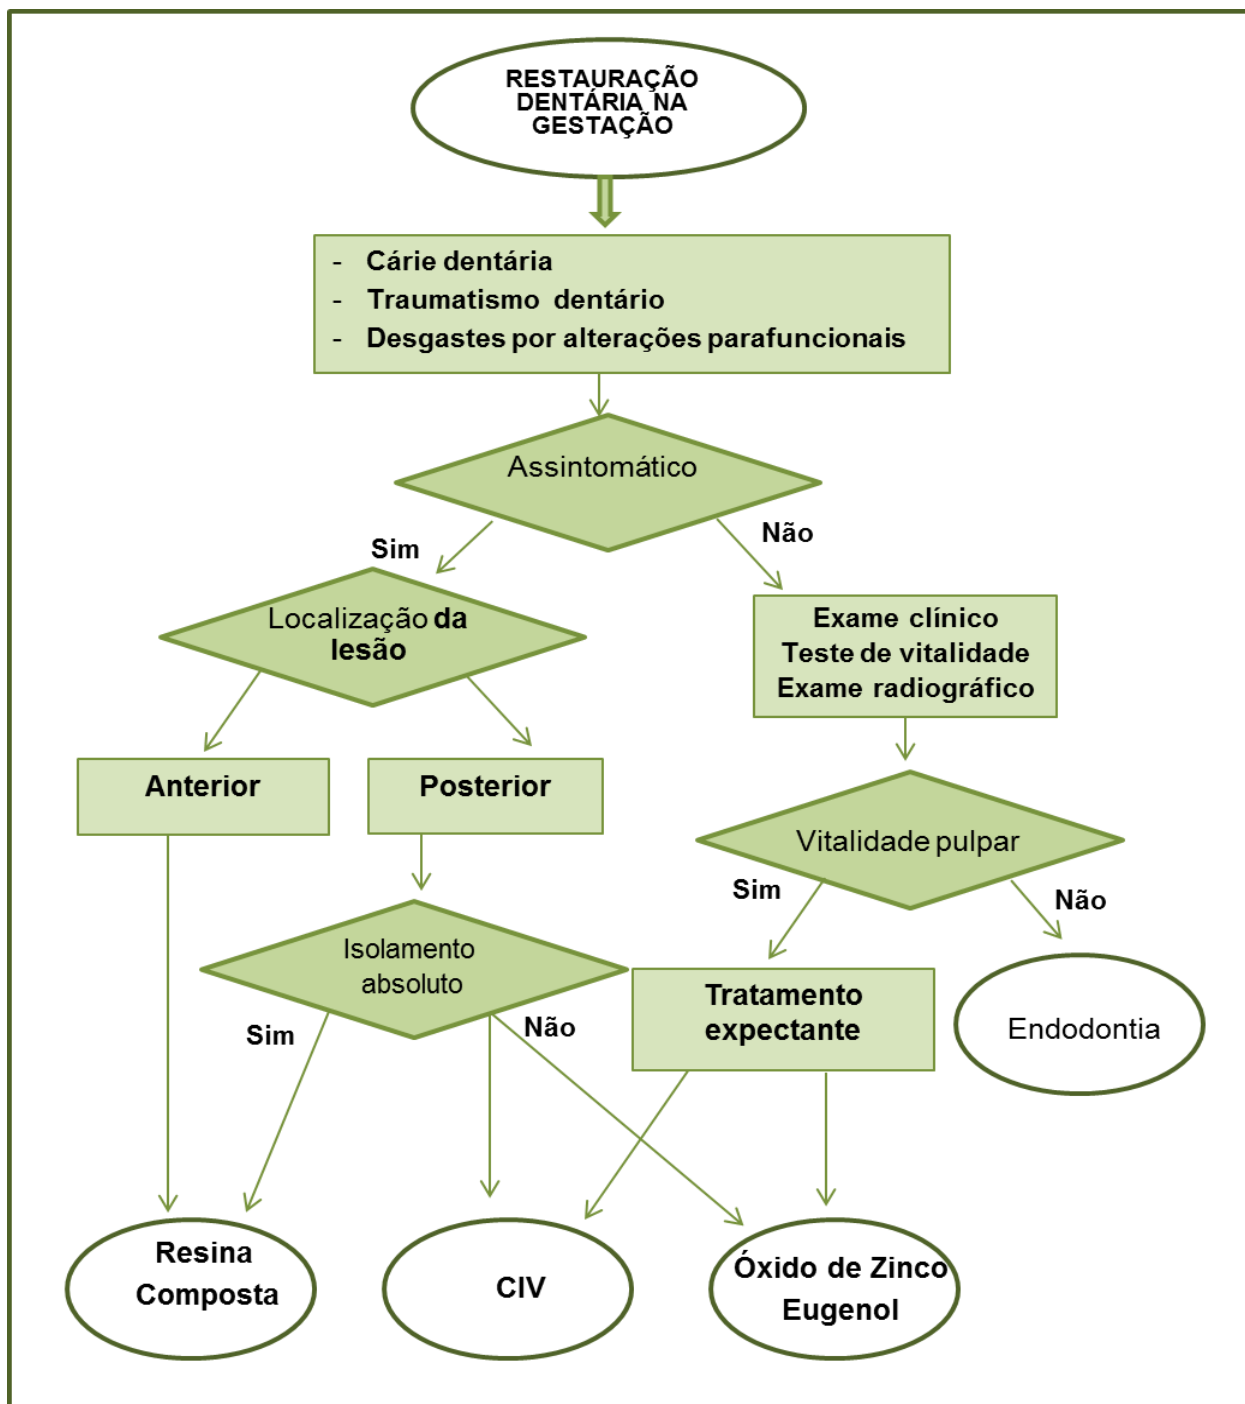 RESTAURAÇÃO
DENTÁRIA NA
GESTAÇÃO
- Cárie dentária
- Traumatismo dentário
- Desgastes por alterações parafuncionais
Assintomático
Sim
Não
Localização da
lesão
Exame clínico
Teste de vitalidade
Exame radiográfico
Anterior
Posterior
Vitalidade pulpar
Sim
Não
Isolamento
absoluto
Sim
Não
Tratamento
expectante
Endodontia
Resina
Composta
CIV
Óxido de Zinco
Eugenol